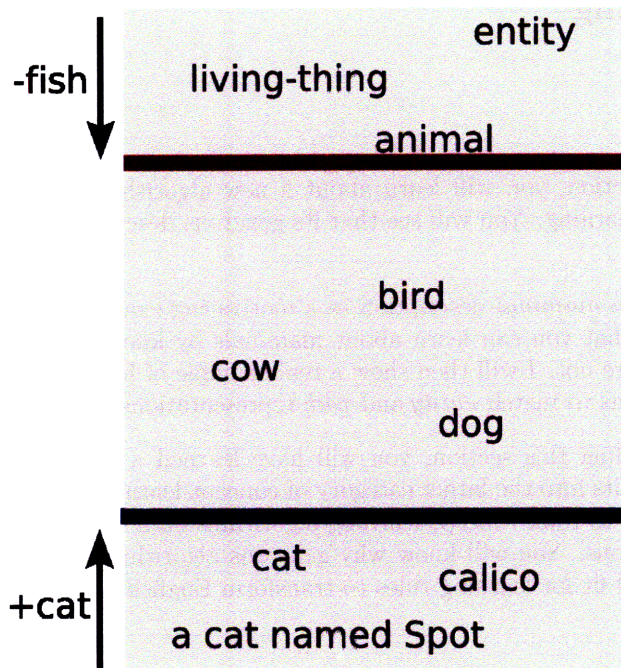 entity
-fish
living-thing
animal
bird
cow
dog
cat
calico
+cat
a cat named Spot